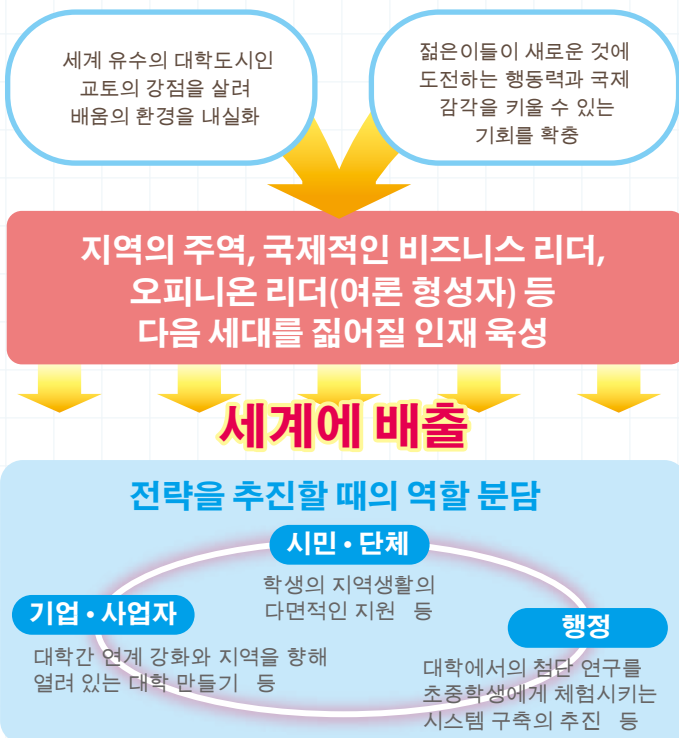 세계 유수의 대학도시인
교토의 강점을 살려
배움의 환경을 내실화
젊은이들이 새로운 것에
도전하는 행동력과 국제
감각을 키울 수 있는
기회를 확충
지역의 주역, 국제적인 비즈니스 리더,
오피니온 리더(여론 형성자) 등
다음 세대를 짊어질 인재 육성
세계에 배출
전략을 추진할 때의 역할 분담
시민・단체
학생의 지역생활의
다면적인 지원 등
기업・사업자
대학간 연계 강화와 지역을 향해
열려 있는 대학 만들기 등
행정
대학에서의 첨단 연구를
초중학생에게 체험시키는
시스템 구축의 추진 등